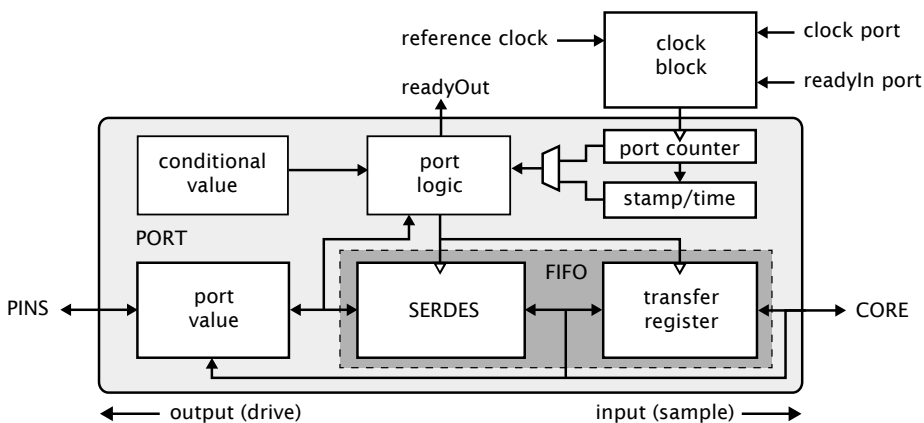 reference clock
clock
block
clock port
readyIn port
readyOut
conditional
value
port
logic
port counter
stamp/time
PORT
FIFO
PINS
port
value
SERDES
transfer
register
CORE
output (drive)
input (sample)